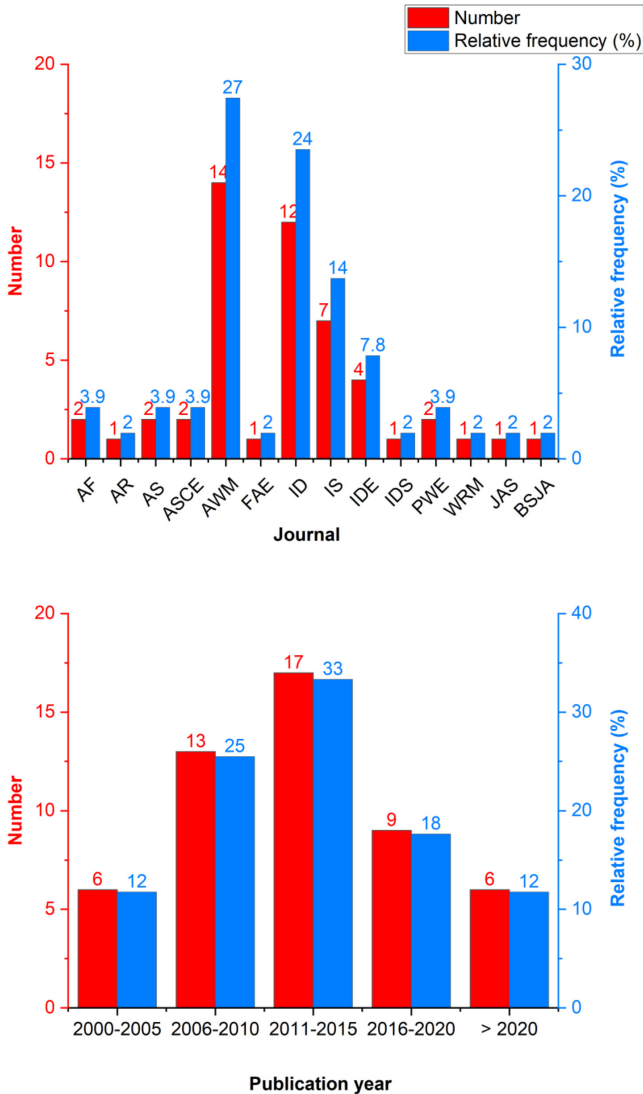 Number
Relative frequency (%)
20
15
10
5
0
Number
30
20
10
0
Relative frequency (%)
2 3.9 1 2 2 3.9 2 3.9 14 27 1 2 12 24 7 14 4 7.8 1 2 2 3.9 1 2 1 2 1 2
AF AR AS ASCE AWM FAE ID IS IDE IDS PWE WRM JAS BSJA
Journal
20
15
10
5
0
Number
40
30
20
10
0
Relative frequency (%)
6 12 13 25 17 33 9 18 6 12
2000-2005 2006-2010 2011-2015 2016-2020 > 2020
Publication year